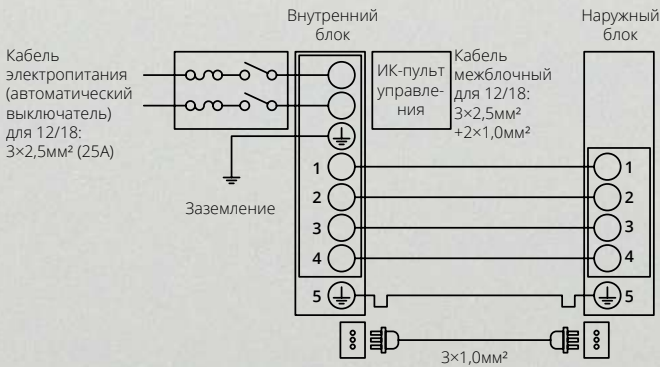 Внутренний
блок
Наружный
блок
Кабель
электропитания
(автоматический
выключатель)
для 12/18:
3×2,5мм² (25А)
ИК-пульт
управле-
ния
Кабель
межблочный
для 12/18:
3×2,5мм²
+2×1,0мм²
Заземление
1
2
3
4
5
1
2
3
4
5
3×1,0мм²